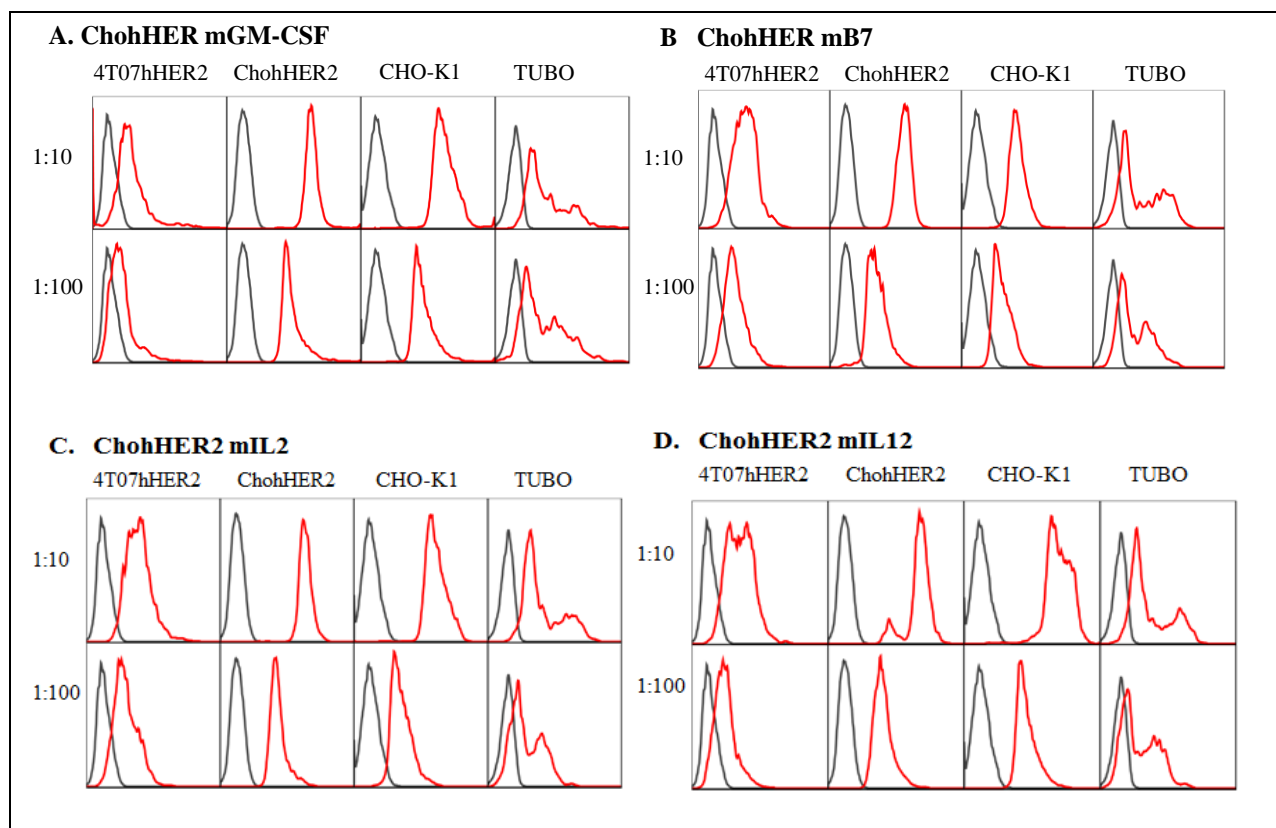 A. ChohHER mGM-CSF
4T07hHER2 ChohHER2 CHO-K1 TUBO
1:10
1:100
B ChohHER mB7
4T07hHER2 ChohHER2 CHO-K1 TUBO
1:10
1:100
C. ChohHER2 mIL2
4T07hHER2 ChohHER2 CHO-K1 TUBO
1:10
1:100
D. ChohHER2 mIL12
4T07hHER2 ChohHER2 CHO-K1 TUBO
1:10
1:100